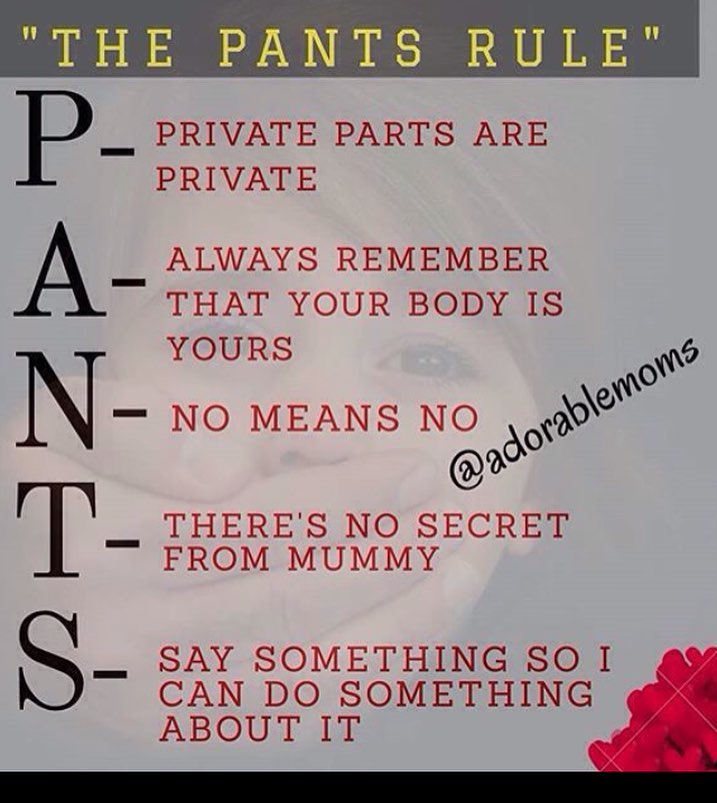 "THE PANTS RULE"
P- PRIVATE PARTS ARE
PRIVATE
A- ALWAYS REMEMBER
THAT YOUR BODY IS
YOURS
N- NO MEANS NO
@adorablemoms
T- THERE'S NO SECRET
FROM MUMMY
S- SAY SOMETHING SO I
CAN DO SOMETHING
ABOUT IT